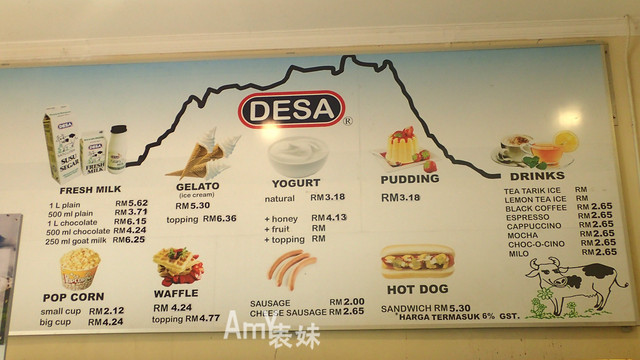 DESA ®
DESA
SUSU SEGAR
DESA
FRESH MILK
FRESH MILK
1 L plain RM5.62
500 ml plain RM3.71
1 L chocolate RM6.15
500 ml chocolate RM4.24
250 ml goat milk RM6.25
GELATO
(ice cream)
RM5.30
topping RM6.36
YOGURT
natural RM3.18
+ honey RM4.13
+ fruit RM
+ topping RM
PUDDING
RM3.18
DRINKS
TEA TARIK ICE RM
LEMON TEA ICE RM
BLACK COFFEE RM2.65
ESPRESSO RM2.65
CAPPUCCINO RM2.65
MOCHA RM2.65
CHOC-O-CINO RM2.65
MILO RM2.65
POP CORN
small cup RM2.12
big cup RM4.24
WAFFLE
RM 4.24
topping RM4.77
SAUSAGE RM2.00
CHEESE SAUSAGE RM2.65
HOT DOG
SANDWICH RM5.30
*HARGA TERMASUK 6% GST.
Amy表妹